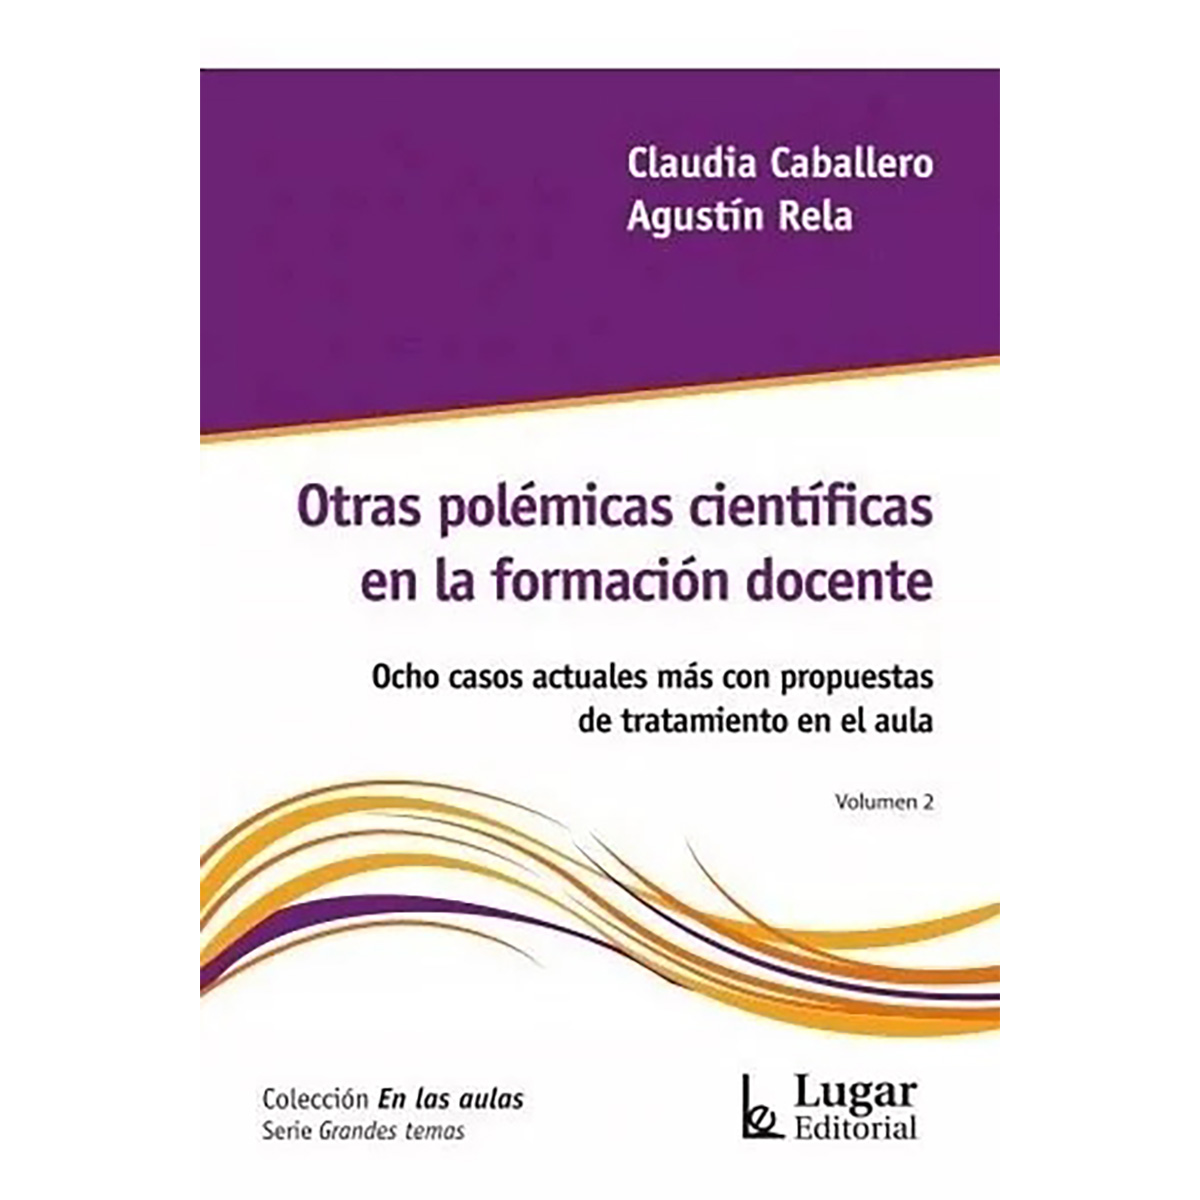 Claudia Caballero
Agustín Rela
Otras polémicas científicas
en la formación docente
Ocho casos actuales más con propuestas
de tratamiento en el aula
Volumen 2
Colección En las aulas
Serie Grandes temas
le Lugar
Editorial